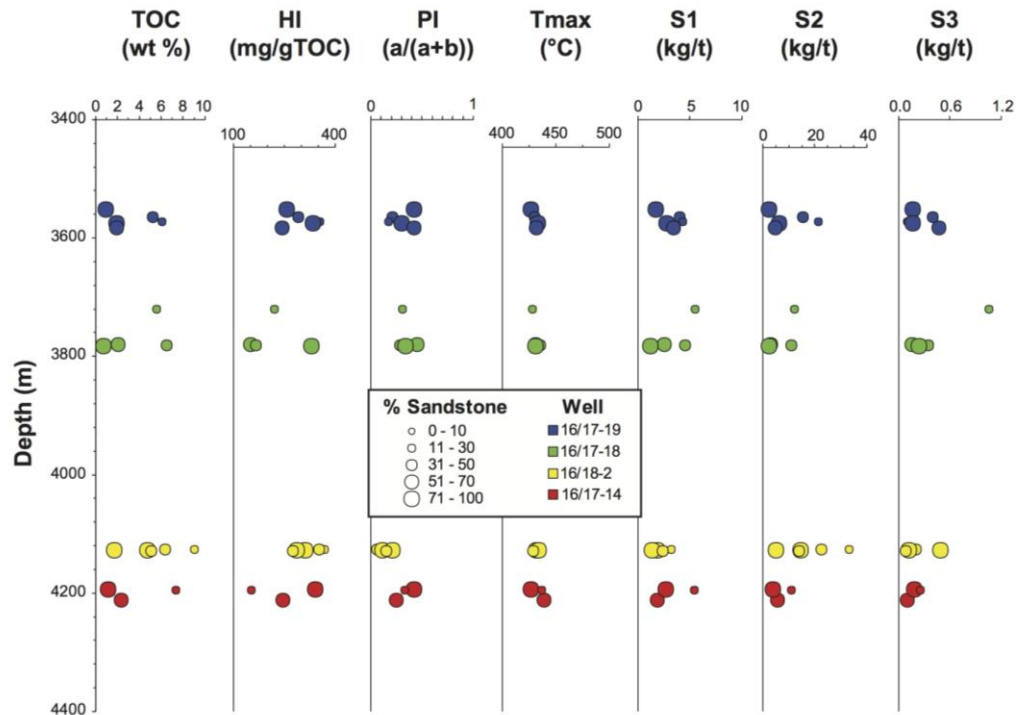 TOC HI PI Tmax S1 S2 S3
(wt %) (mg/gTOC) (a/(a+b)) (°C) (kg/t) (kg/t) (kg/t)
0 2 4 6 8 10 0 1 0 5 10 0.0 0.6 1.2
3400
100 400 400 450 500 0 20 40
3600
3800
% Sandstone Well
0 - 10 16/17-19
11 - 30 16/17-18
31 - 50 16/18-2
51 - 70 16/17-14
71 - 100
Depth (m)
4000
4200
4400